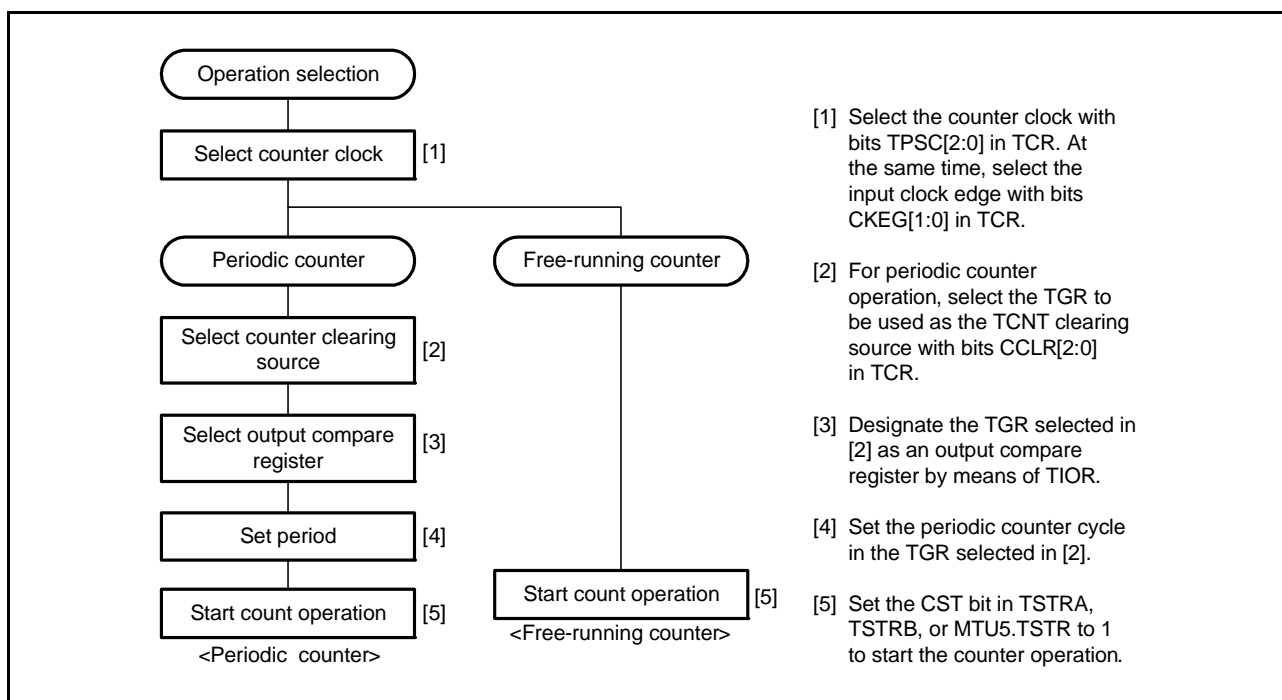 Operation selection
Select counter clock
[1]
Periodic counter
Free-running counter
Select counter clearing
source
[2]
Select output compare
register
[3]
Set period
[4]
Start count operation
[5]
<Periodic counter>
Start count operation
[5]
<Free-running counter>
[1] Select the counter clock with
bits TPSC[2:0] in TCR. At
the same time, select the
input clock edge with bits
CKEG[1:0] in TCR.
[2] For periodic counter
operation, select the TGR to
be used as the TCNT clearing
source with bits CCLR[2:0]
in TCR.
[3] Designate the TGR selected in
[2] as an output compare
register by means of TIOR.
[4] Set the periodic counter cycle
in the TGR selected in [2].
[5] Set the CST bit in TSTRA,
TSTRB, or MTU5.TSTR to 1
to start the counter operation.